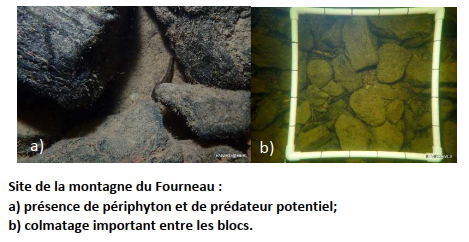 a)
b)
Site de la montagne du Fourneau :
a) présence de périphyton et de prédateur potentiel;
b) colmatage important entre les blocs.